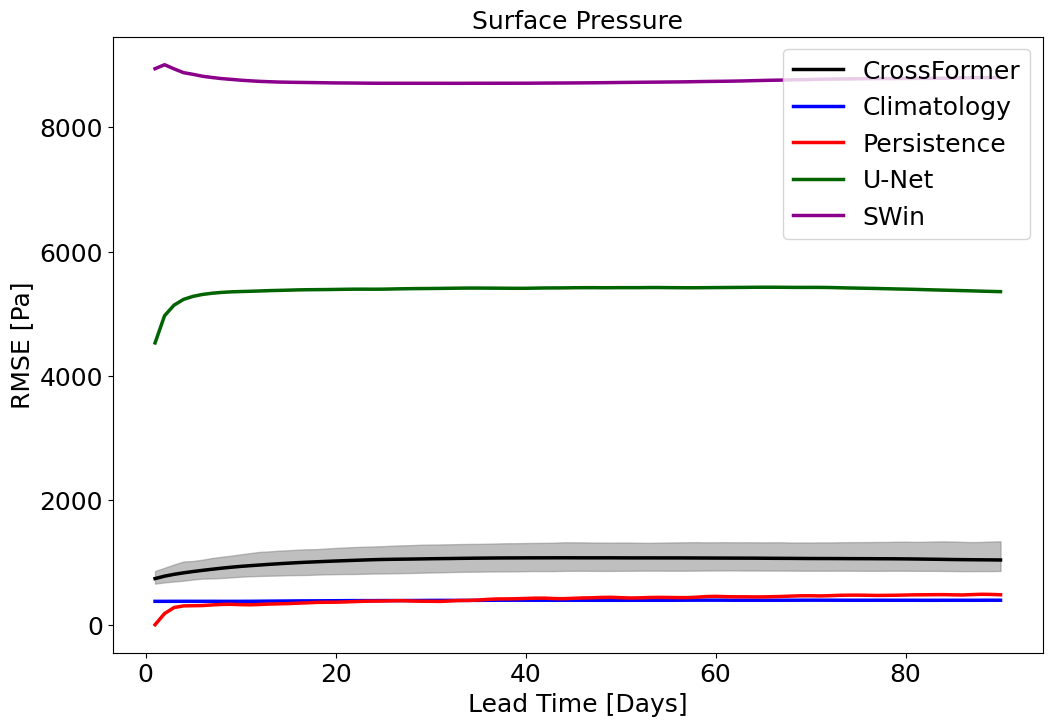 Surface Pressure
CrossFormer
Climatology
Persistence
U-Net
SWin
RMSE [Pa]
8000
6000
4000
2000
0
0 20 40 60 80
Lead Time [Days]